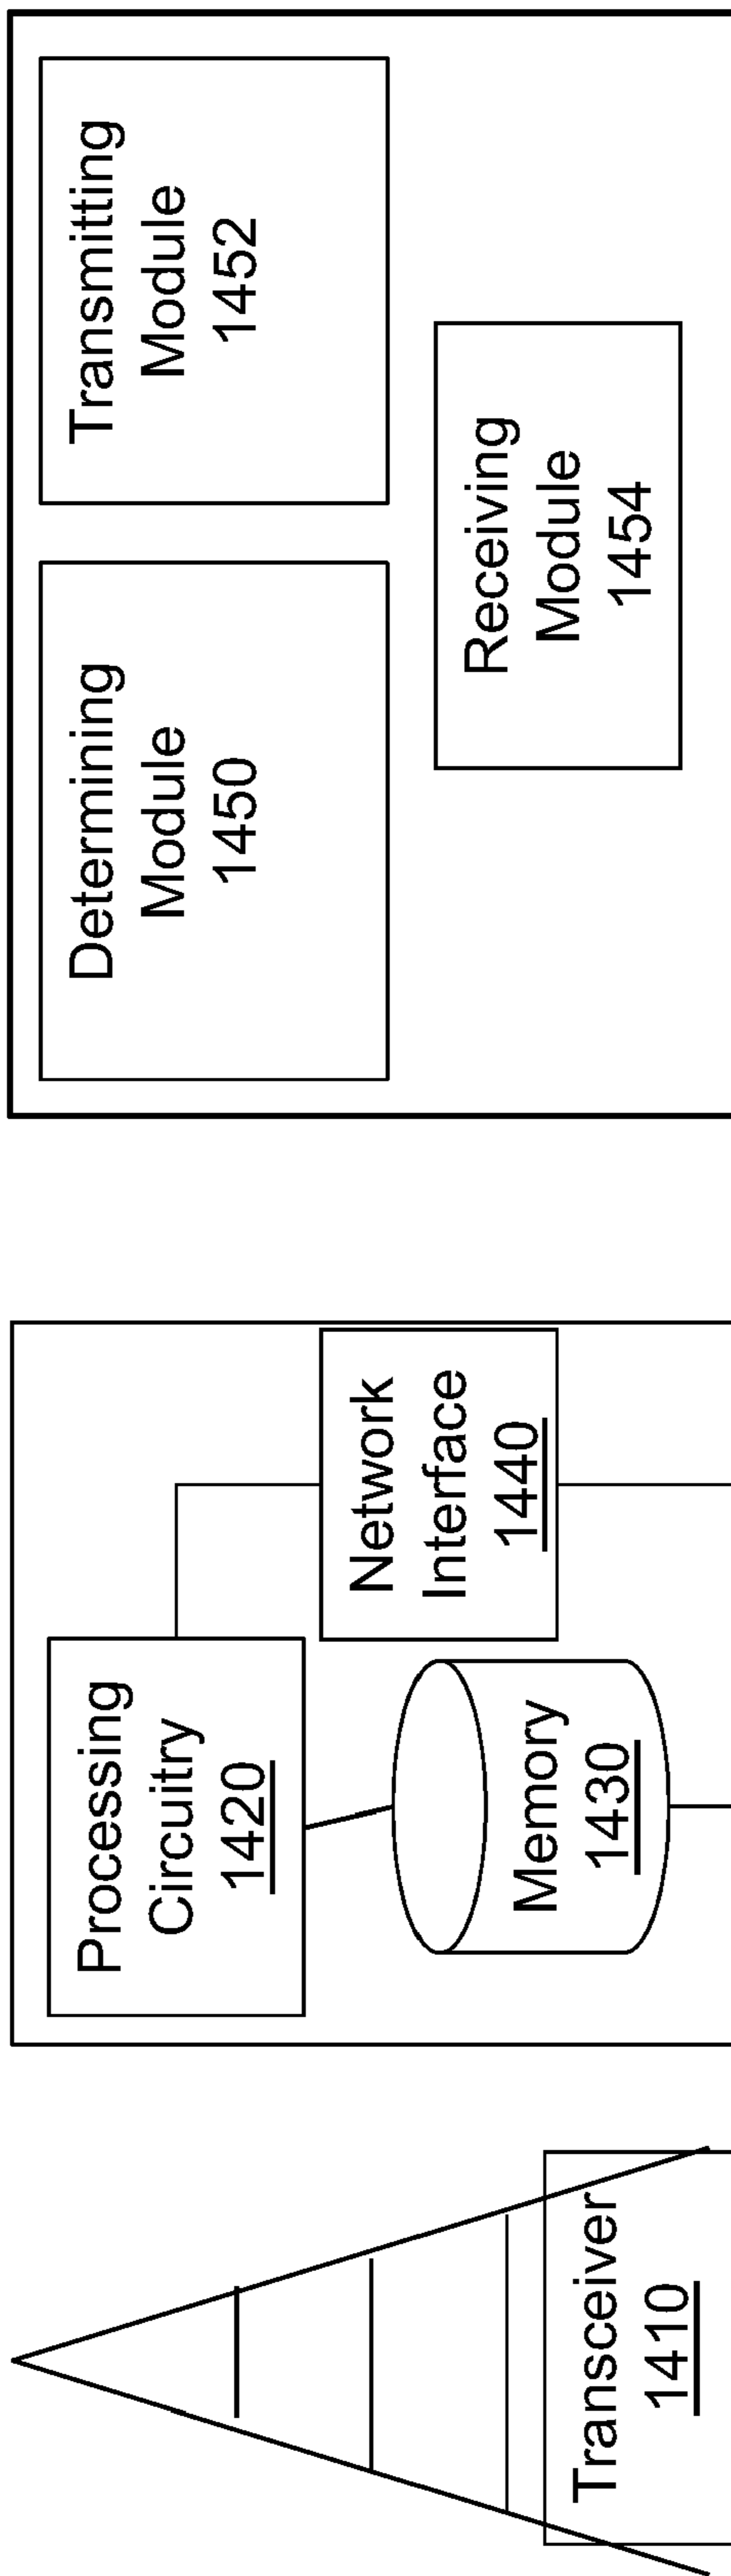 Transceiver
1410
Processing
Circuitry
1420
Memory
1430
Network
Interface
1440
Determining
Module
1450
Transmitting
Module
1452
Receiving
Module
1454